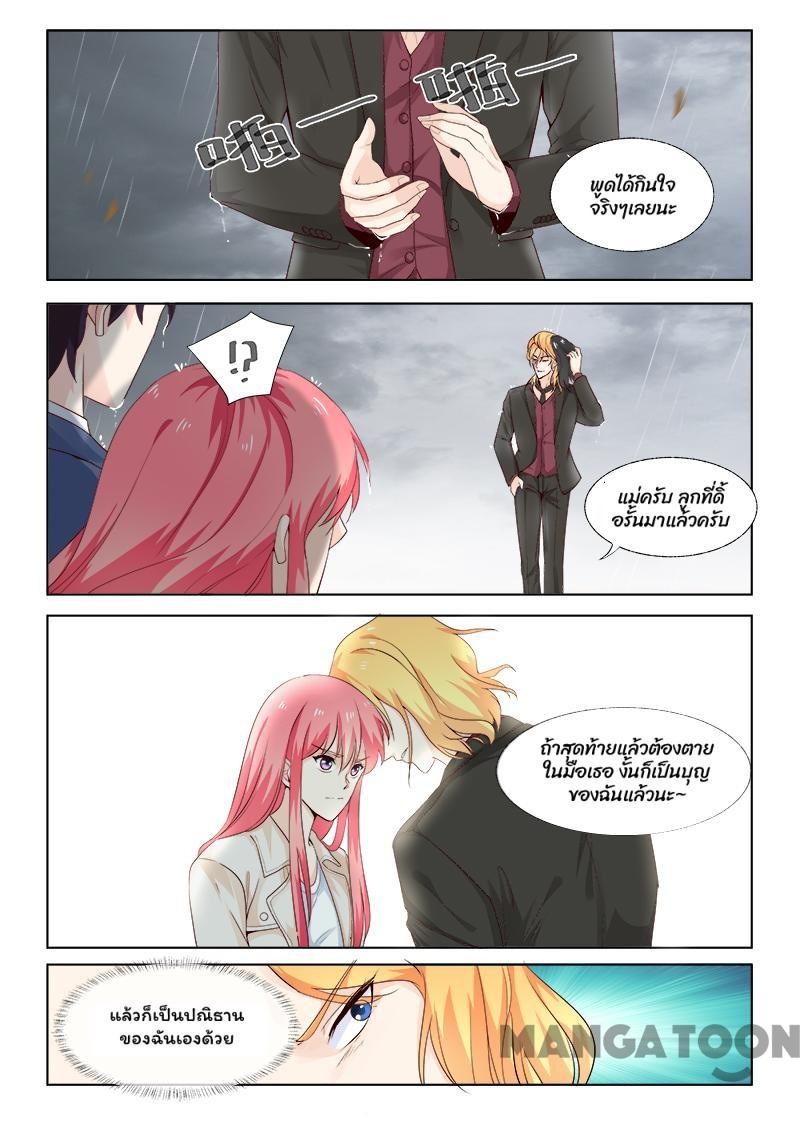 啪一
啪一
พูดได้กินใจ
จริงๆเลยนะ
!?
แม่ครับ ลูกที่ดื้
อรั้นมาแล้วครับ
ถ้าสุดท้ายแล้วต้องตาย
ในมือเธอ งั้นก็เป็นบุญ
ของฉันแล้วนะ~
แล้วก็เป็นปณิธาน
ของฉันเองด้วย
MANGATOON